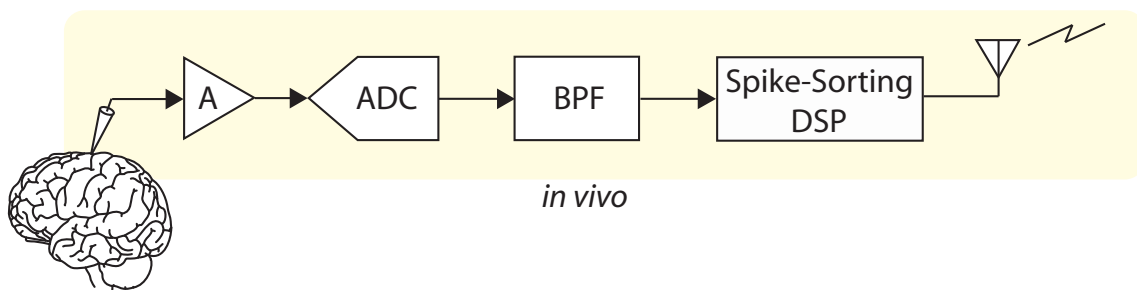 A
ADC
BPF
Spike-Sorting
DSP
in vivo